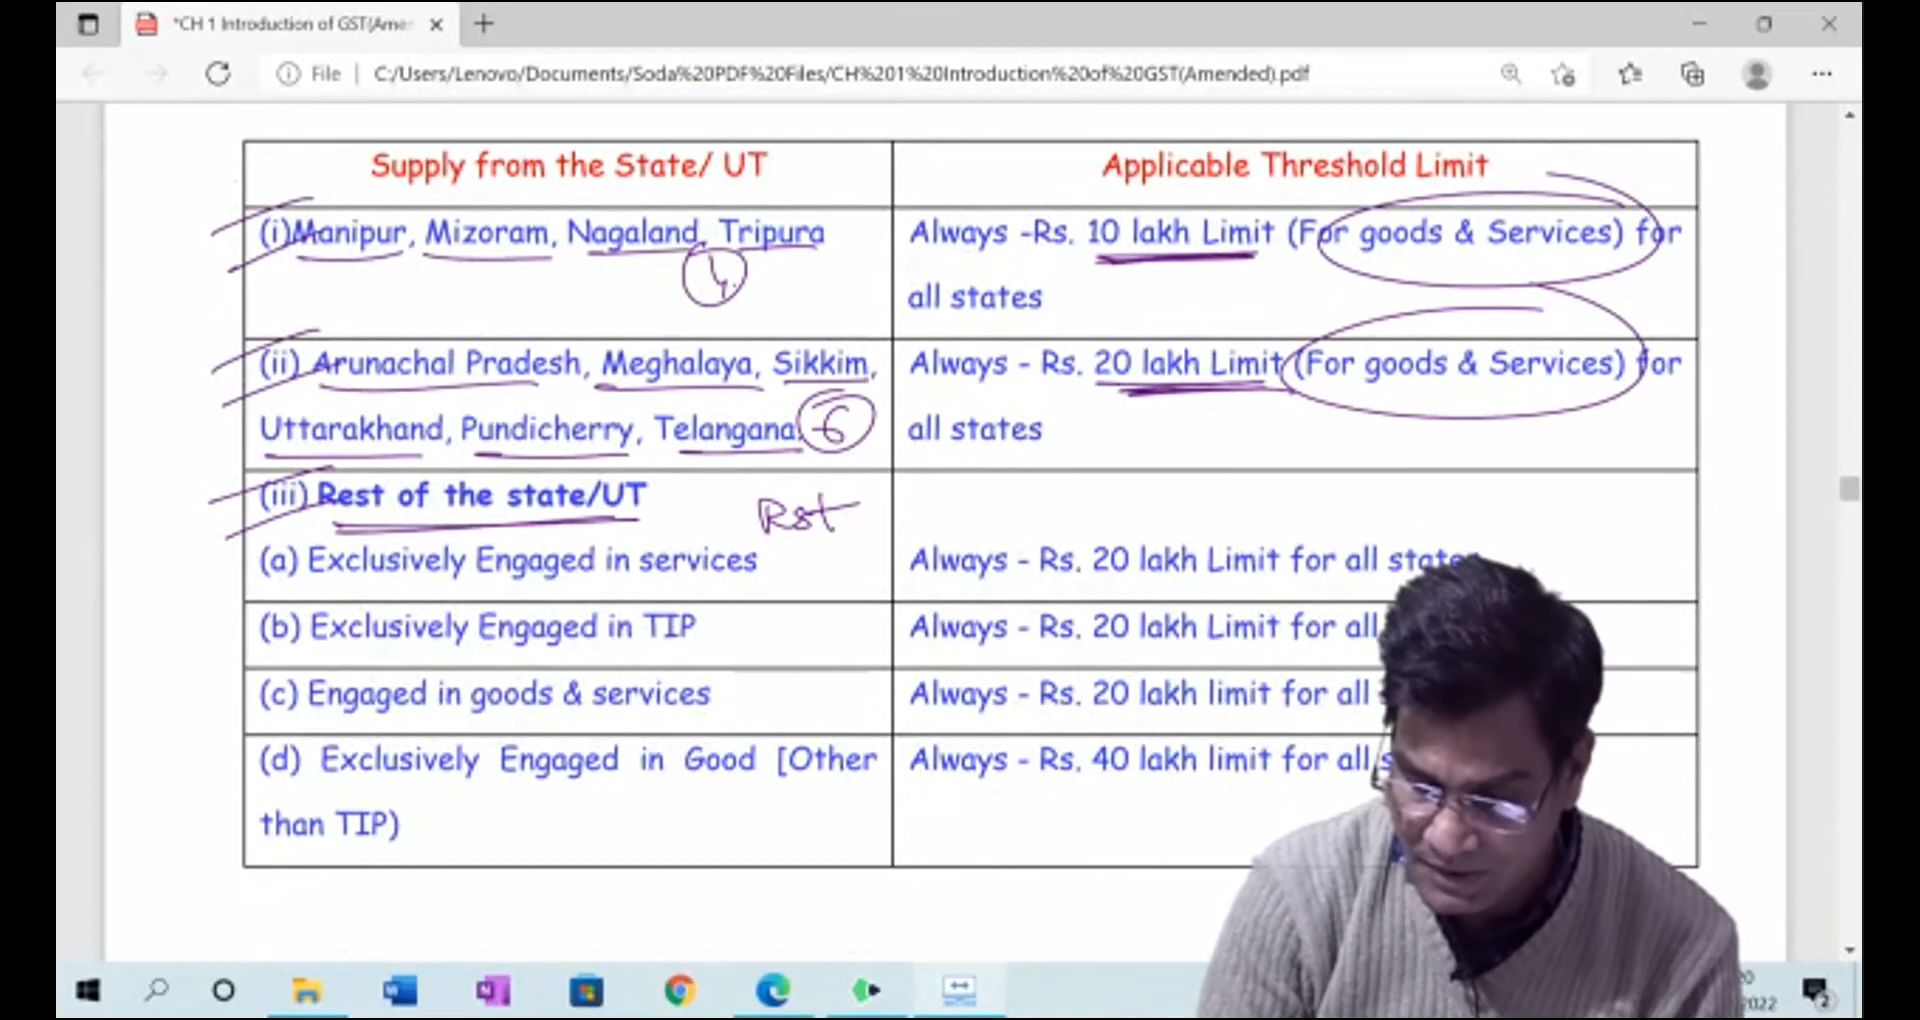 *CH 1 Introduction of GST(Ame
File | C:/Users/Lenovo/Documents/Soda%20PDF%20Files/CH%201%20Introduction%20of%20GST(Amended).pdf
Supply from the State/ UT
Applicable Threshold Limit
(i)Manipur, Mizoram, Nagaland, Tripura
4
Always -Rs. 10 lakh Limit (For goods & Services) for
all states
(ii) Arunachal Pradesh, Meghalaya, Sikkim,
Uttarakhand, Pundicherry, Telangana.
6
Always - Rs. 20 lakh Limit (For goods & Services) for
all states
(iii) Rest of the state/UT
Rst
(a) Exclusively Engaged in services
Always - Rs. 20 lakh Limit for all
(b) Exclusively Engaged in TIP
Always - Rs. 20 lakh Limit for all
(c) Engaged in goods & services
Always - Rs. 20 lakh limit for all
(d) Exclusively Engaged in Good [Other
than TIP)
Always - Rs. 40 lakh limit for all
2022
2